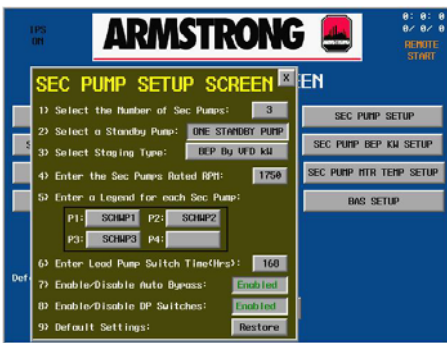 IPS
ON
ARMSTRONG
ARMSTRONG
0: 0: 0
0/ 0/ 0
REMOTE
START
SEC PUMP SETUP SCREEN
X
EEN
1) Select the Number of Sec Pumps: 3
2) Select a Standby Pump: ONE STANDBY PUMP
3) Select Staging Type: BEP By VFD kW
4) Enter the Sec Pumps Rated RPM: 1750
5) Enter a Legend for each Sec Pump:
P1: SCHWP1 P2: SCHWP2
P3: SCHWP3 P4:
6) Enter Lead Pump Switch Time(Hrs): 168
7) Enable/Disable Auto Bypass: Enabled
8) Enable/Disable DP Switches: Enabled
9) Default Settings: Restore
SEC PUMP SETUP
S
SEC PUMP BEP KW SETUP
SEC PUMP MTR TEMP SETUP
BAS SETUP
Def